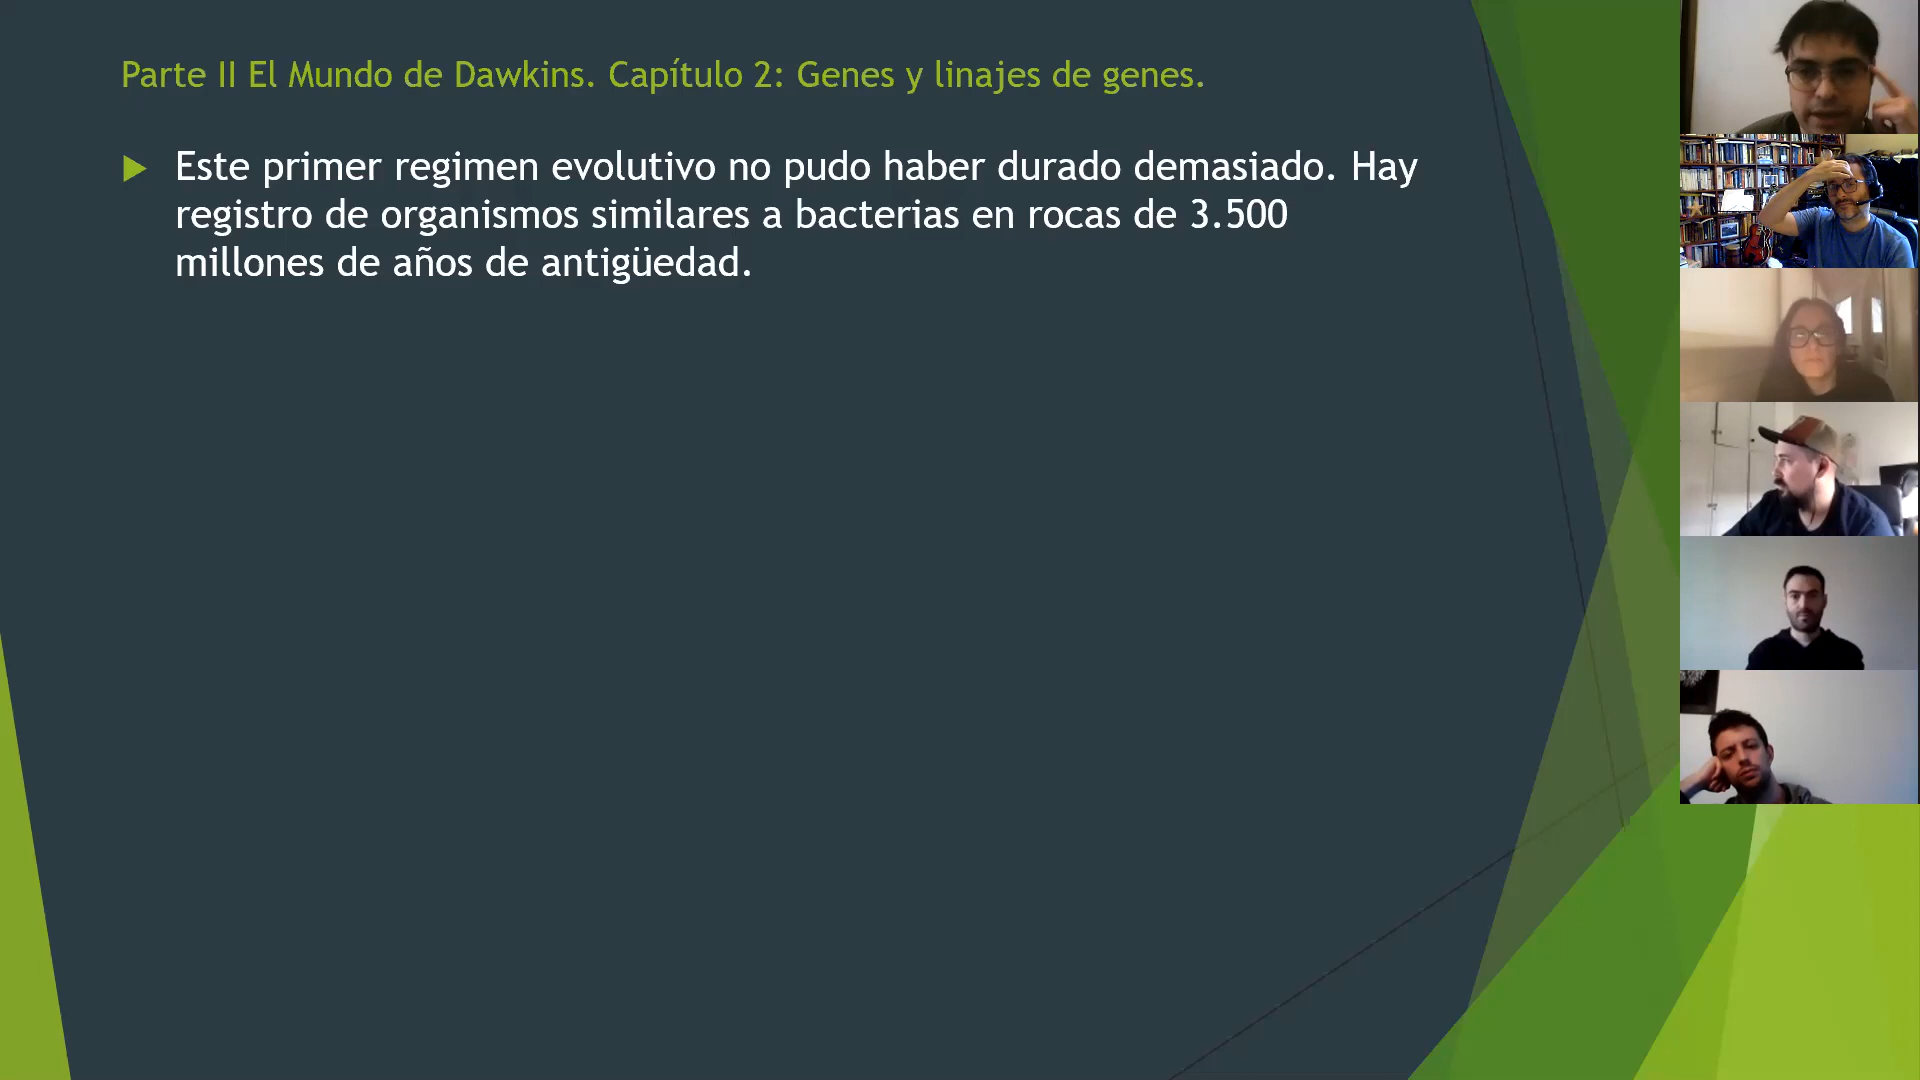 Parte II El Mundo de Dawkins. Capítulo 2: Genes y linajes de genes.
Este primer regimen evolutivo no pudo haber durado demasiado. Hay
registro de organismos similares a bacterias en rocas de 3.500
millones de años de antigüedad.